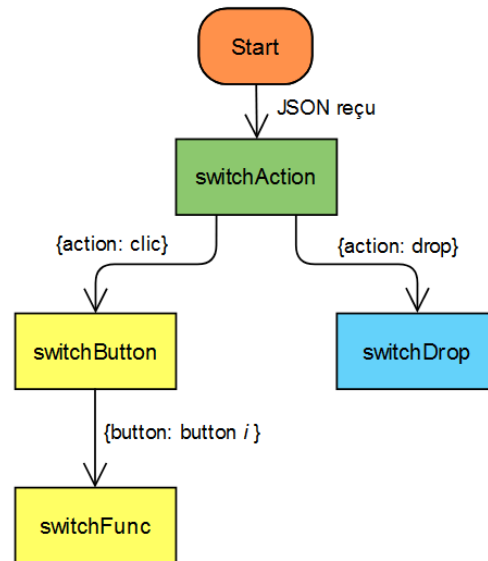 Start
JSON reçu
switchAction
{action: clic}
{action: drop}
switchButton
switchDrop
{button: button i }
switchFunc